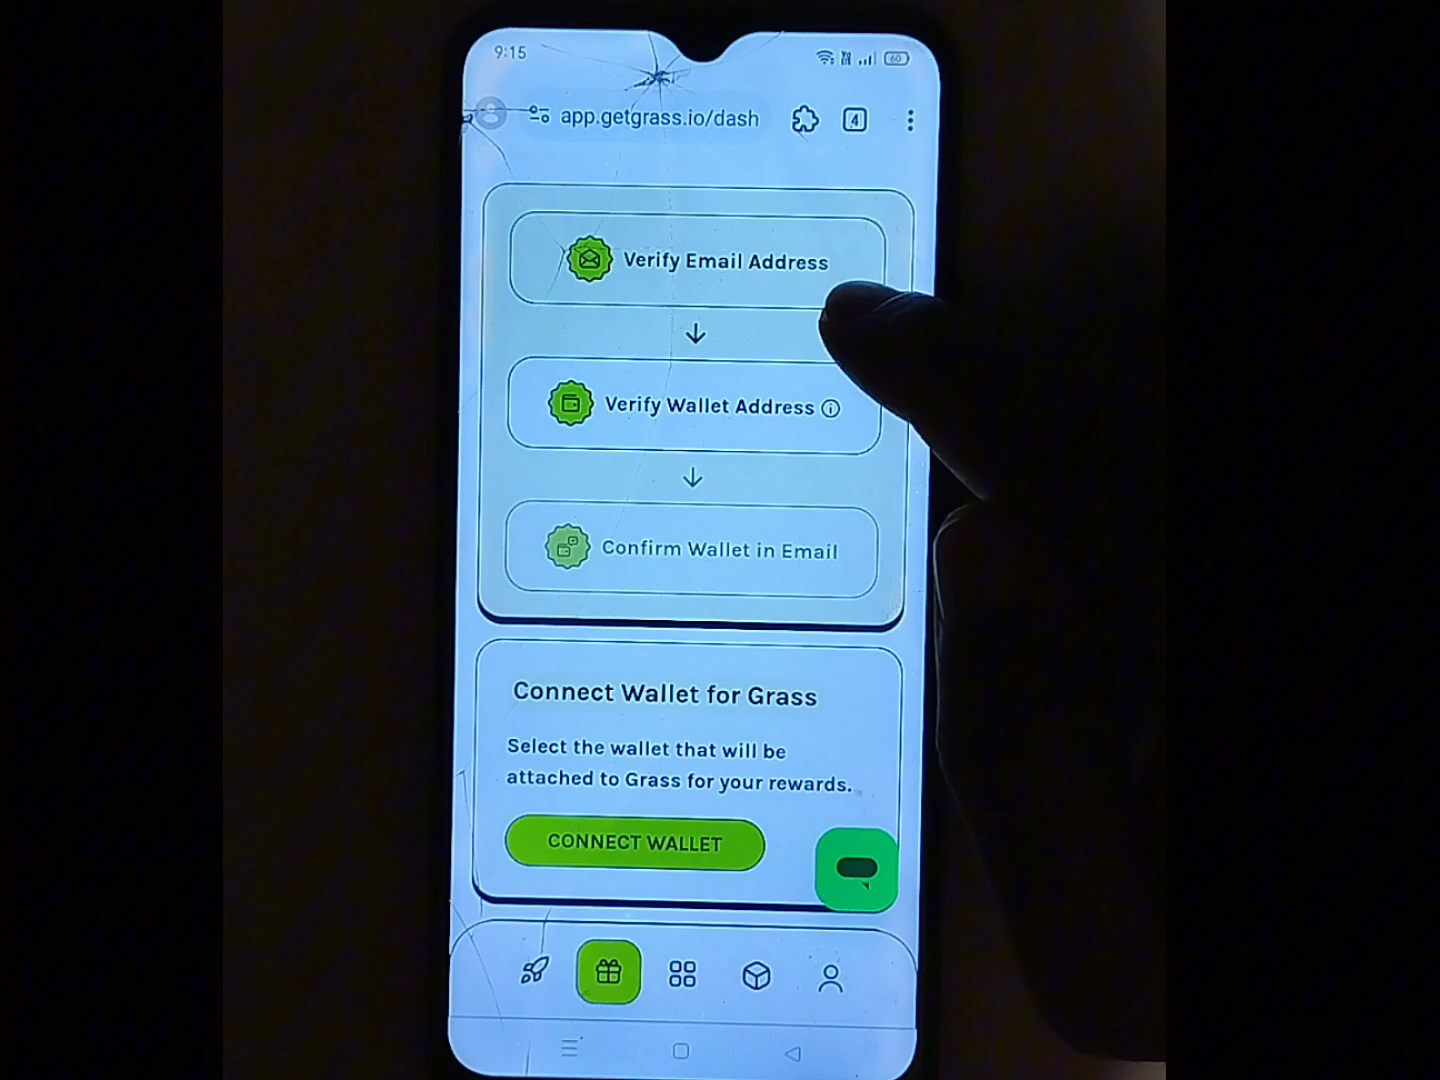 9:15
60
app.getgrass.io/dash
4
Verify Email Address
Verify Wallet Address
Confirm Wallet in Email
Connect Wallet for Grass
Select the wallet that will be
attached to Grass for your rewards.
CONNECT WALLET